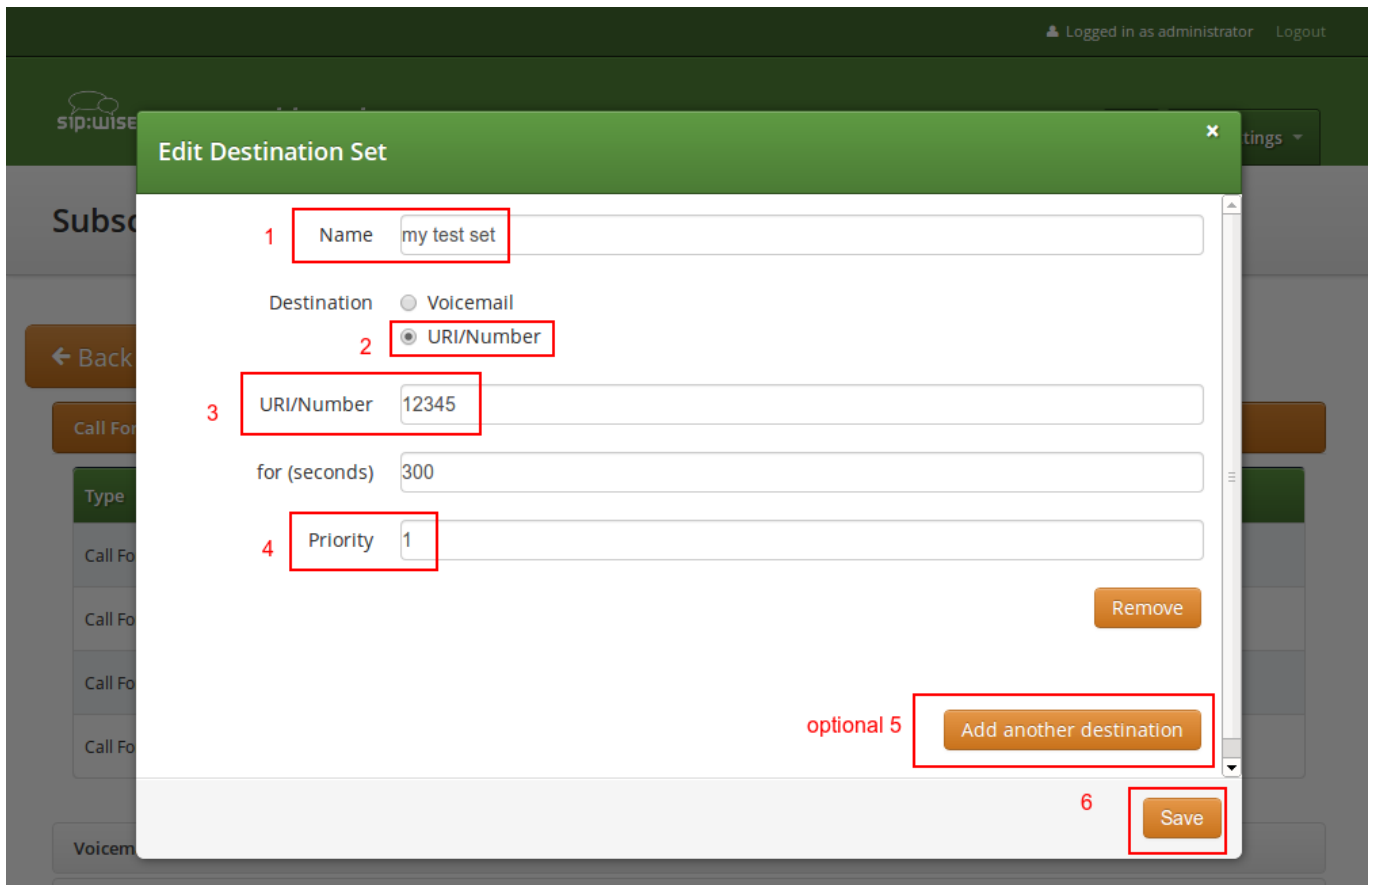 Logged in as administrator Logout
sip:wise
tings
Edit Destination Set ×
Subsc
1 Name my test set
Destination Voicemail
2 URI/Number
Back
3 URI/Number 12345
Call For
for (seconds) 300
Type
4 Priority 1
Call Fo
Remove
Call Fo
Call Fo
optional 5 Add another destination
Call Fo
6 Save
Voicem